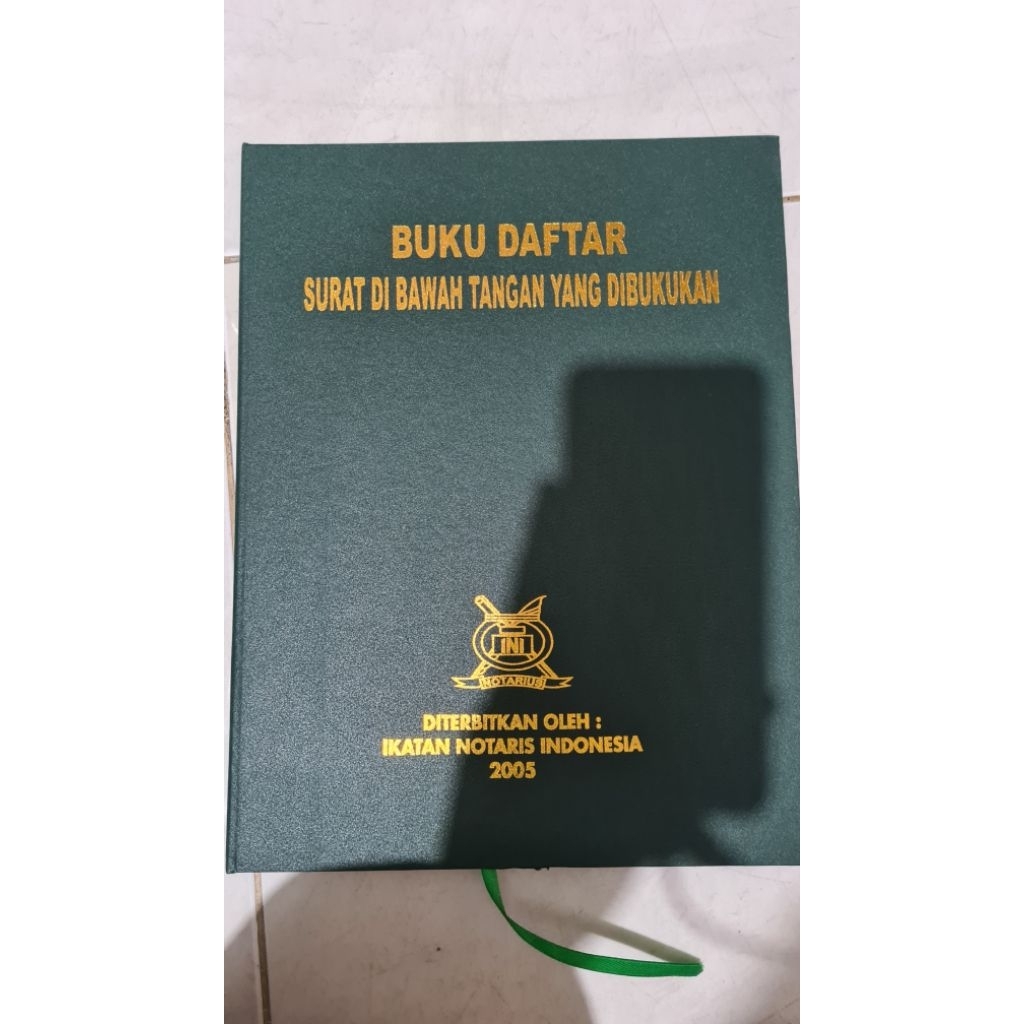 BUKU DAFTAR
SURAT DI BAWAH TANGAN YANG DIBUKUKAN
INI
NOTARIUS
DITERBITKAN OLEH :
IKATAN NOTARIS INDONESIA
2005